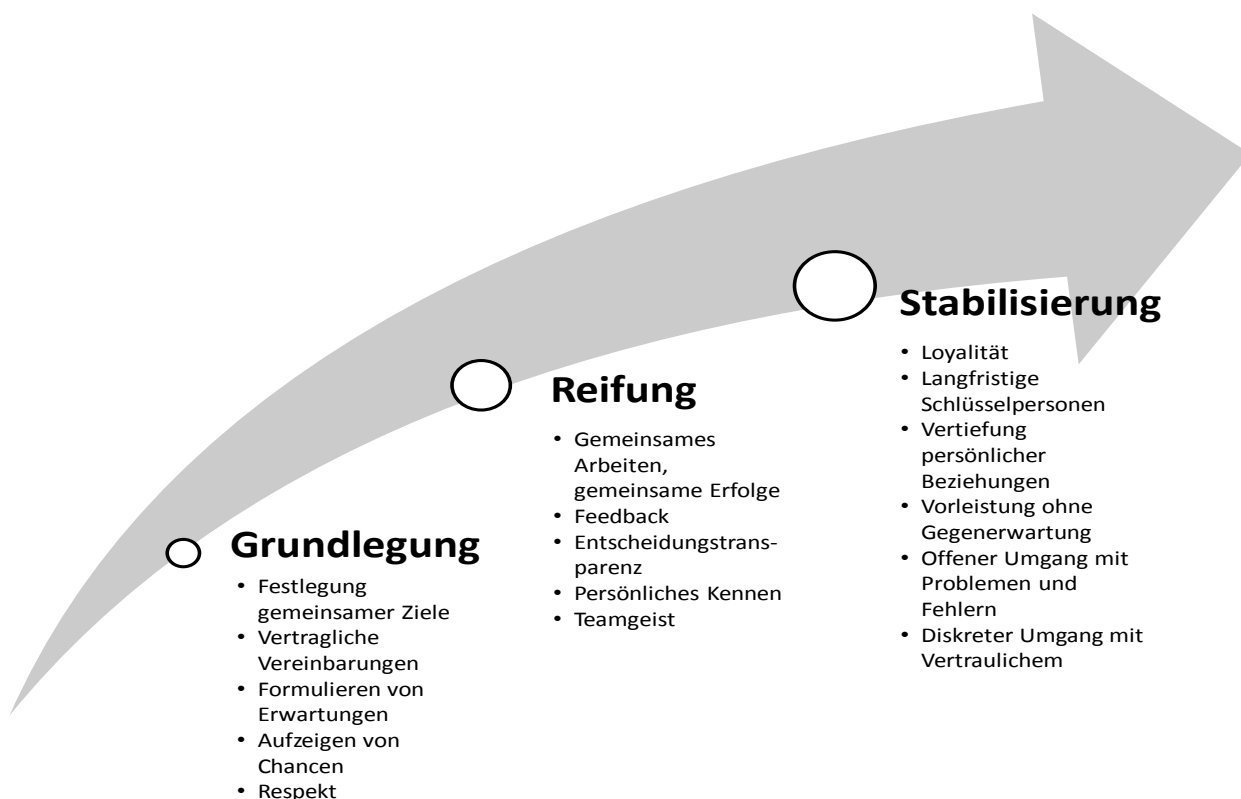 Grundlegung
• Festlegung
gemeinsamer Ziele
• Vertragliche
Vereinbarungen
• Formulieren von
Erwartungen
• Aufzeigen von
Chancen
• Respekt
Reifung
• Gemeinsames
Arbeiten,
gemeinsame Erfolge
• Feedback
• Entscheidungstrans-
parenz
• Persönliches Kennen
• Teamgeist
Stabilisierung
• Loyalität
• Langfristige
Schlüsselpersonen
• Vertiefung
persönlicher
Beziehungen
• Vorleistung ohne
Gegenerwartung
• Offener Umgang mit
Problemen und
Fehlern
• Diskreter Umgang mit
Vertraulichem